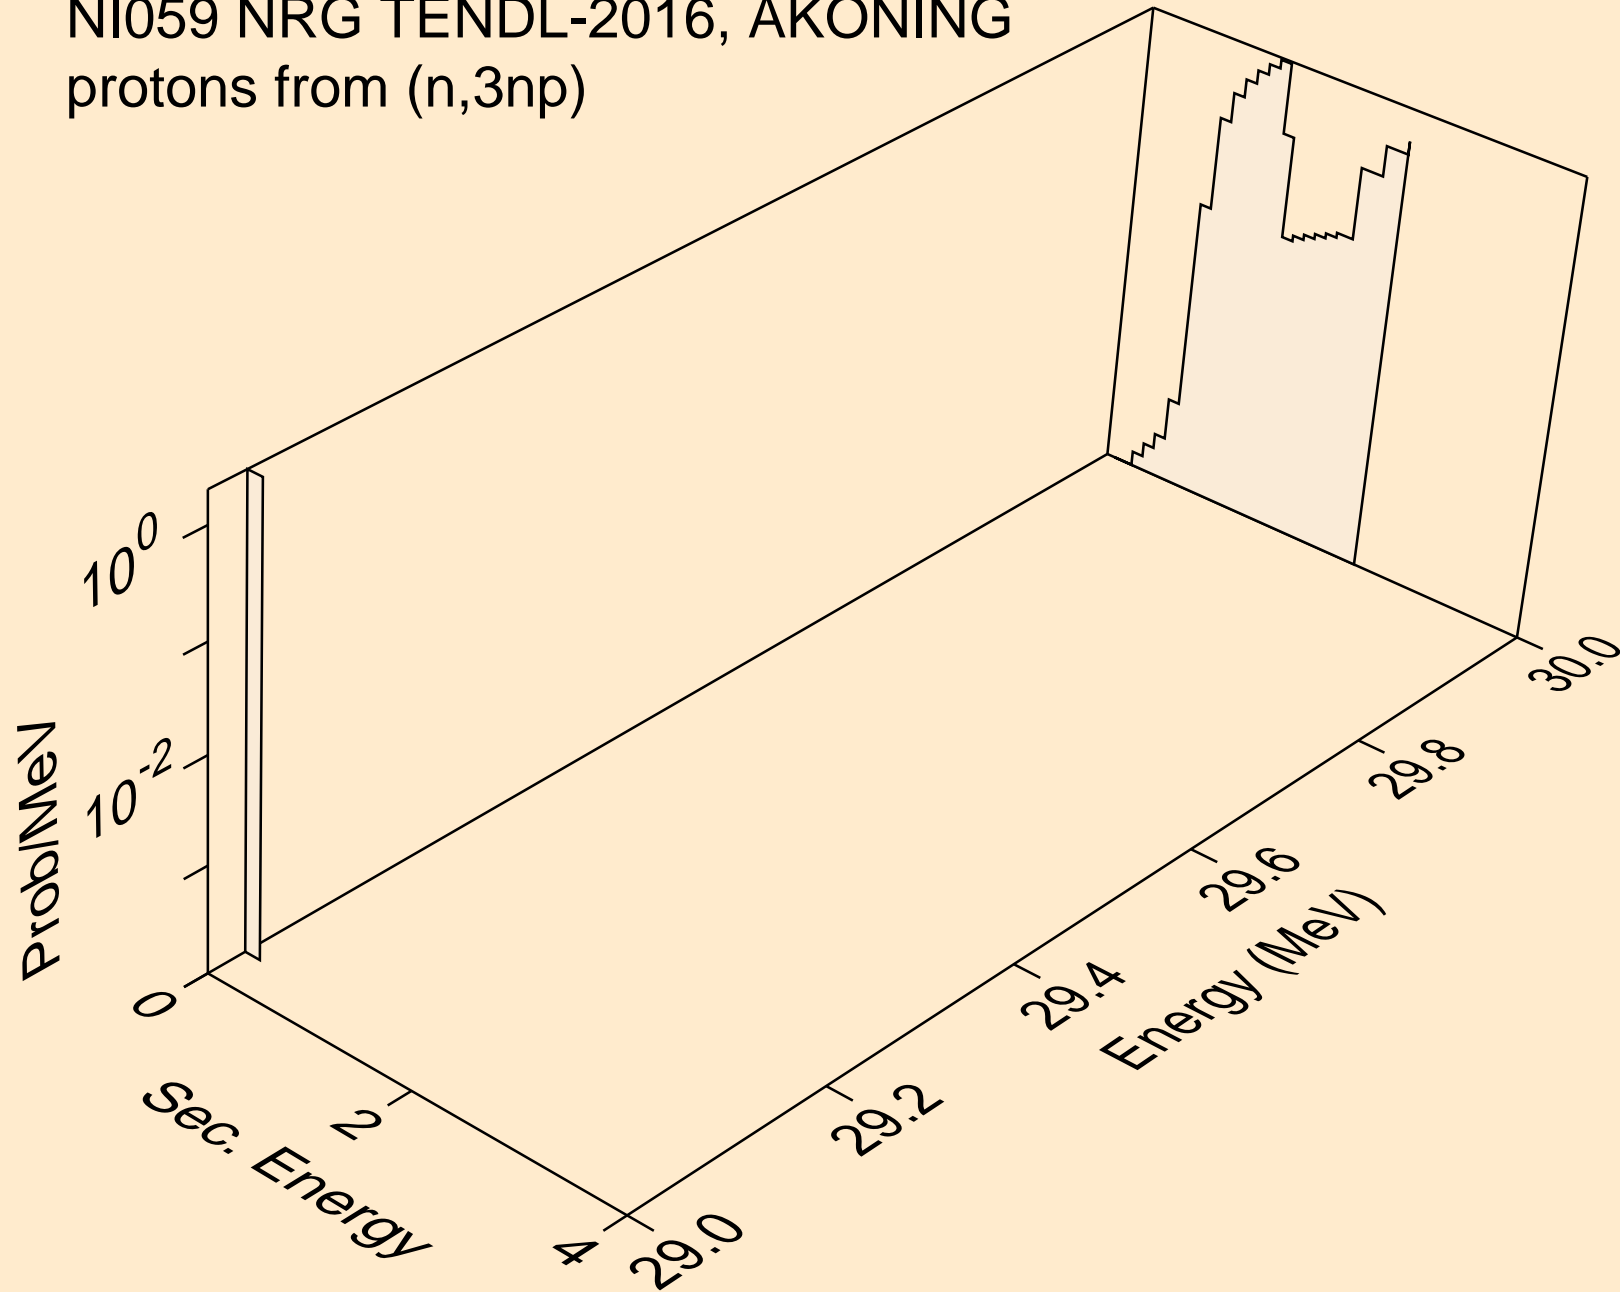 NI059 NRG TENDL-2016, AKONING
protons from (n,3np)
10^0
10^-2
Prob/MeV
0
2
4
Sec. Energy
29.0
29.2
29.4
29.6
29.8
30.0
Energy (MeV)